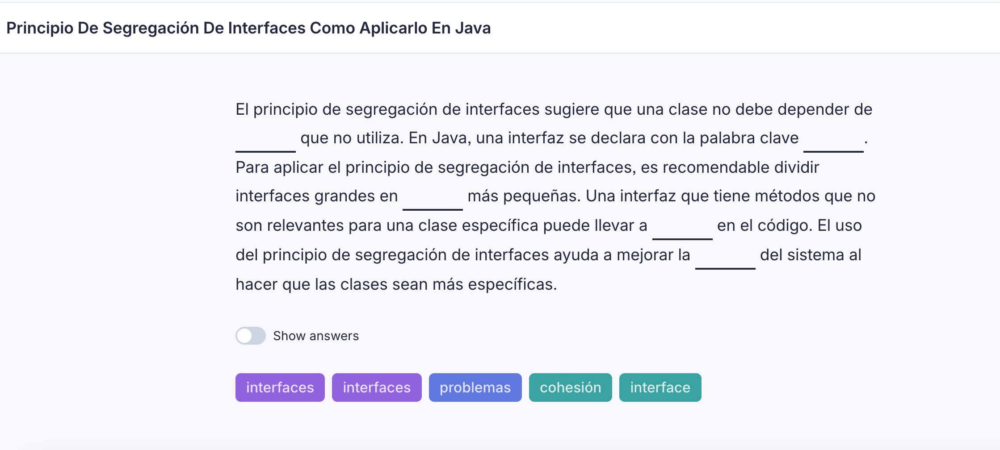 Principio De Segregación De Interfaces Como Aplicarlo En Java
El principio de segregación de interfaces sugiere que una clase no debe depender de
________ que no utiliza. En Java, una interfaz se declara con la palabra clave ________.
Para aplicar el principio de segregación de interfaces, es recomendable dividir
interfaces grandes en ________ más pequeñas. Una interfaz que tiene métodos que no
son relevantes para una clase específica puede llevar a ________ en el código. El uso
del principio de segregación de interfaces ayuda a mejorar la ________ del sistema al
hacer que las clases sean más específicas.
Show answers
interfaces interfaces problemas cohesión interface